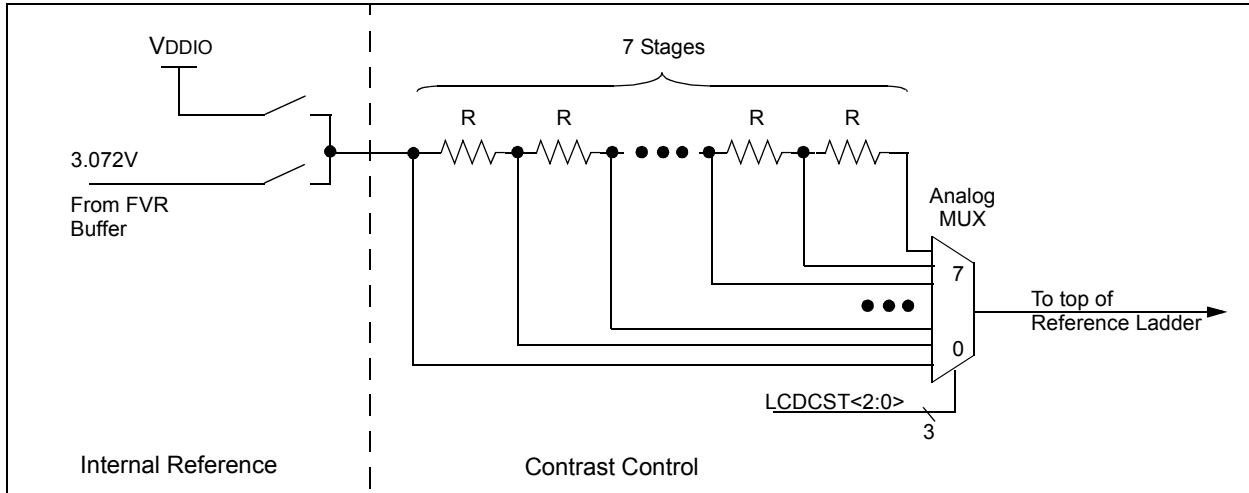 VDDIO
7 Stages
R
R
R
R
3.072V
From FVR
Buffer
Analog
MUX
7
0
To top of
Reference Ladder
LCDCST<2:0>
3
Internal Reference
Contrast Control